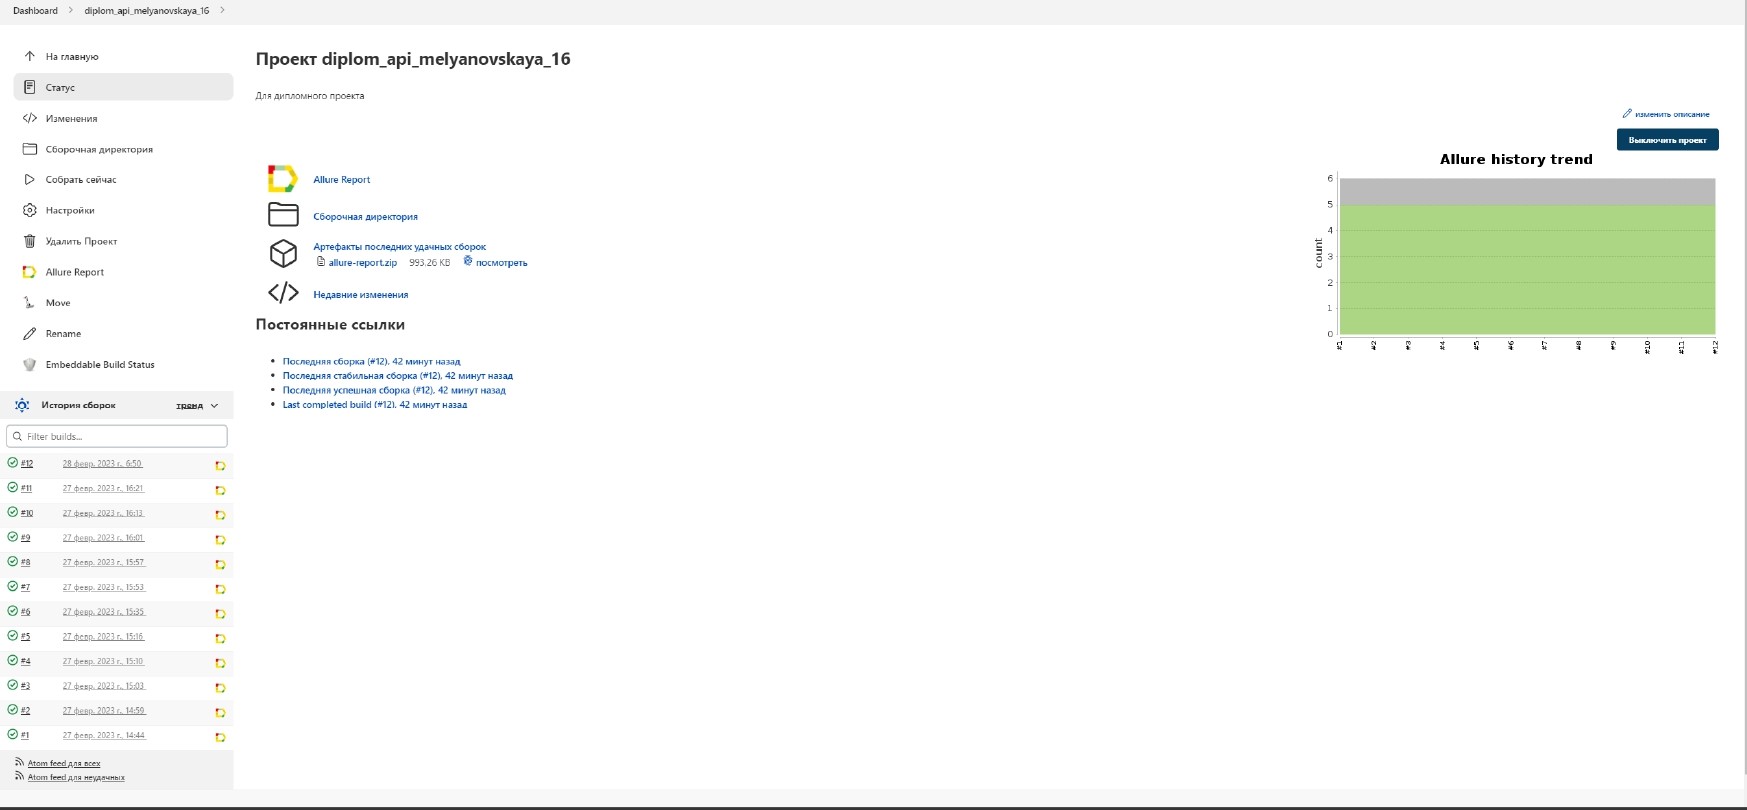 Dashboard > diplom_api_melyanovskaya_16 >
На главную
Статус
Изменения
Сборочная директория
Собрать сейчас
Настройки
Удалить Проект
Allure Report
Move
Rename
Embeddable Build Status
История сборок тренд
Filter builds...
#12 28 февр. 2023 г., 6:50
#11 27 февр. 2023 г., 16:21
#10 27 февр. 2023 г., 16:13
#9 27 февр. 2023 г., 16:01
#8 27 февр. 2023 г., 15:57
#7 27 февр. 2023 г., 15:53
#6 27 февр. 2023 г., 15:35
#5 27 февр. 2023 г., 15:16
#4 27 февр. 2023 г., 15:10
#3 27 февр. 2023 г., 15:03
#2 27 февр. 2023 г., 14:59
#1 27 февр. 2023 г., 14:44
Atom feed для всех
Atom feed для неудачных
Проект diplom_api_melyanovskaya_16
Для дипломного проекта
изменить описание
Выключить проект
Allure Report
Сборочная директория
Артефакты последних удачных сборок
allure-report.zip 993.26 KB посмотреть
Недавние изменения
Постоянные ссылки
Последняя сборка (#12), 42 минут назад
Последняя стабильная сборка (#12), 42 минут назад
Последняя успешная сборка (#12), 42 минут назад
Last completed build (#12), 42 минут назад
Allure history trend
count
6
5
4
3
2
1
0
#1 #2 #3 #4 #5 #6 #7 #8 #9 #10 #11 #12